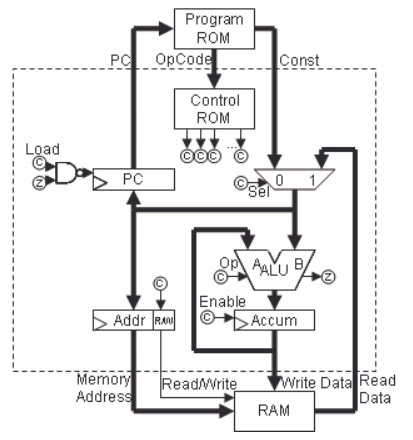 Program
ROM
PC
OpCode
Const
Control
ROM
Load
C
C C C ... C
Z
PC
C
Sel
0 1
Op
C
A
ALU
B
Z
C
Enable
C
Addr
R/W
Accum
Memory
Address
Read/Write
Write Data
Read
Data
RAM